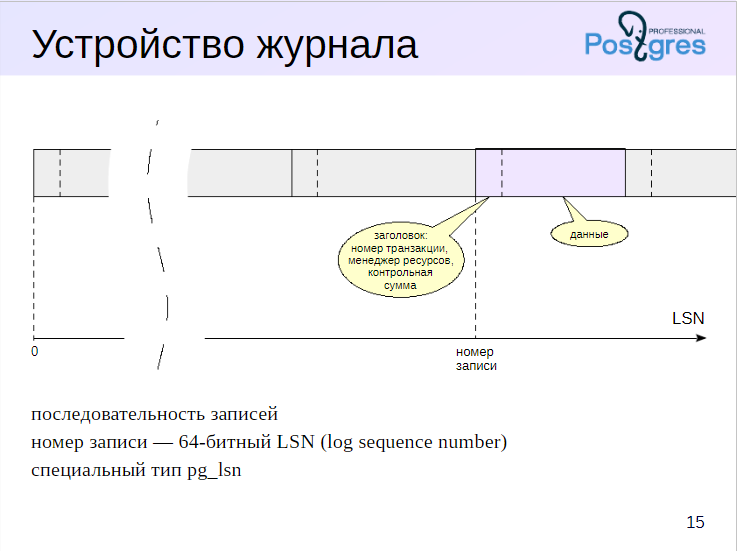 Устройство журнала
PROFESSIONAL
Postgres
заголовок:
номер транзакции,
менеджер ресурсов,
контрольная
сумма
данные
LSN
0
номер
записи
последовательность записей
номер записи — 64-битный LSN (log sequence number)
специальный тип pg_lsn
15